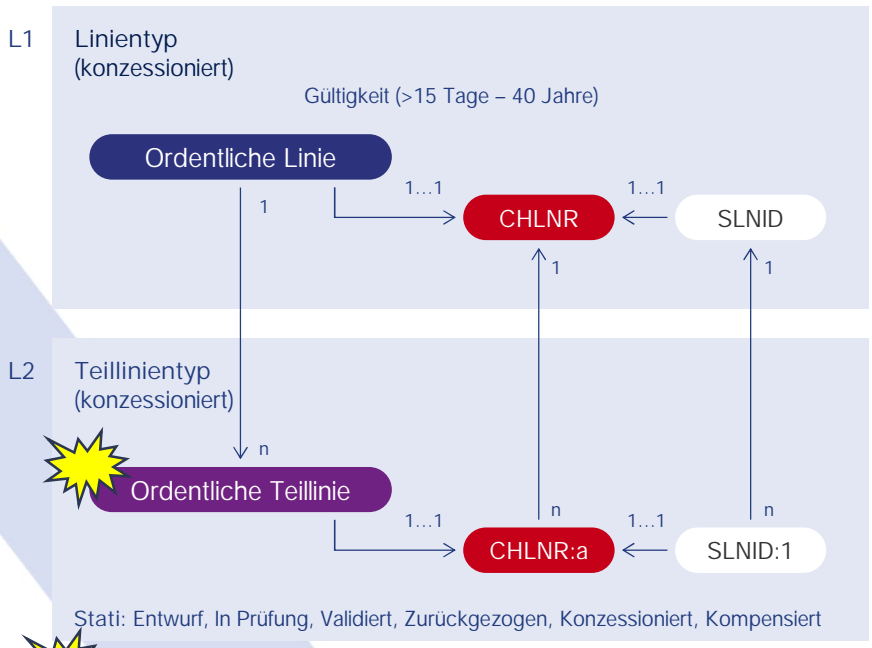 L1 Linientyp
(konzessioniert)
Gültigkeit (>15 Tage – 40 Jahre)
Ordentliche Linie
1...1 1...1
1
CHLNR SLNID
1 1
L2 Teillinientyp
(konzessioniert)
n
Ordentliche Teillinie
1...1 n 1...1 n
CHLNR:a SLNID:1
Stati: Entwurf, In Prüfung, Validiert, Zurückgezogen, Konzessioniert, Kompensiert